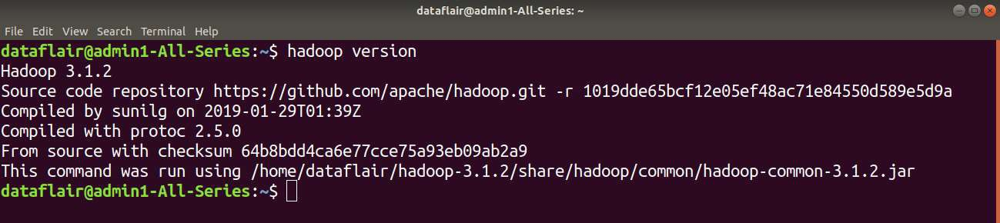 dataflair@admin1-All-Series: ~
File Edit View Search Terminal Help
dataflair@admin1-All-Series:~$ hadoop version
Hadoop 3.1.2
Source code repository https://github.com/apache/hadoop.git -r 1019dde65bcf12e05ef48ac71e84550d589e5d9a
Compiled by sunilg on 2019-01-29T01:39Z
Compiled with protoc 2.5.0
From source with checksum 64b8bdd4ca6e77cce75a93eb09ab2a9
This command was run using /home/dataflair/hadoop-3.1.2/share/hadoop/common/hadoop-common-3.1.2.jar
dataflair@admin1-All-Series:~$